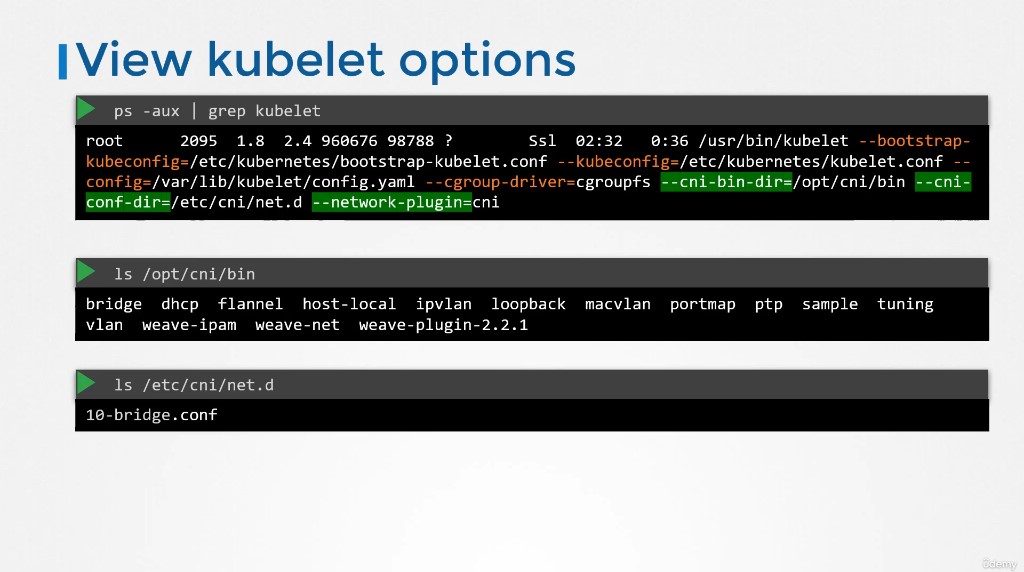 View kubelet options
ps -aux | grep kubelet
root 2095 1.8 2.4 960676 98788 ? Ssl 02:32 0:36 /usr/bin/kubelet --bootstrap-
kubeconfig=/etc/kubernetes/bootstrap-kubelet.conf --kubeconfig=/etc/kubernetes/kubelet.conf --
config=/var/lib/kubelet/config.yaml --cgroup-driver=cgroupfs --cni-bin-dir=/opt/cni/bin --cni-
conf-dir=/etc/cni/net.d --network-plugin=cni
ls /opt/cni/bin
bridge dhcp flannel host-local ipvlan loopback macvlan portmap ptp sample tuning
vlan weave-ipam weave-net weave-plugin-2.2.1
ls /etc/cni/net.d
10-bridge.conf
ûdemy